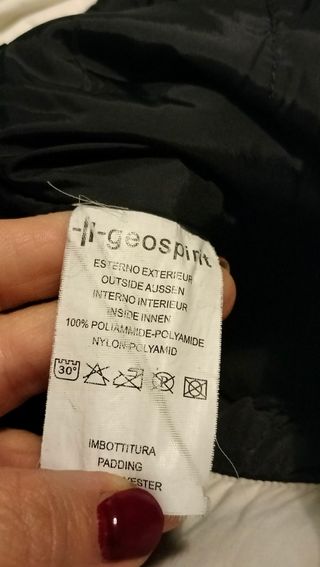 -||-geospirit
ESTERNO EXTERIEUR
OUTSIDE AUSSEN
INTERNO INTERIEUR
INSIDE INNEN
100% POLIAMMIDE-POLYAMIDE
NYLON-POLYAMID
30°
IMBOTTITURA
PADDING